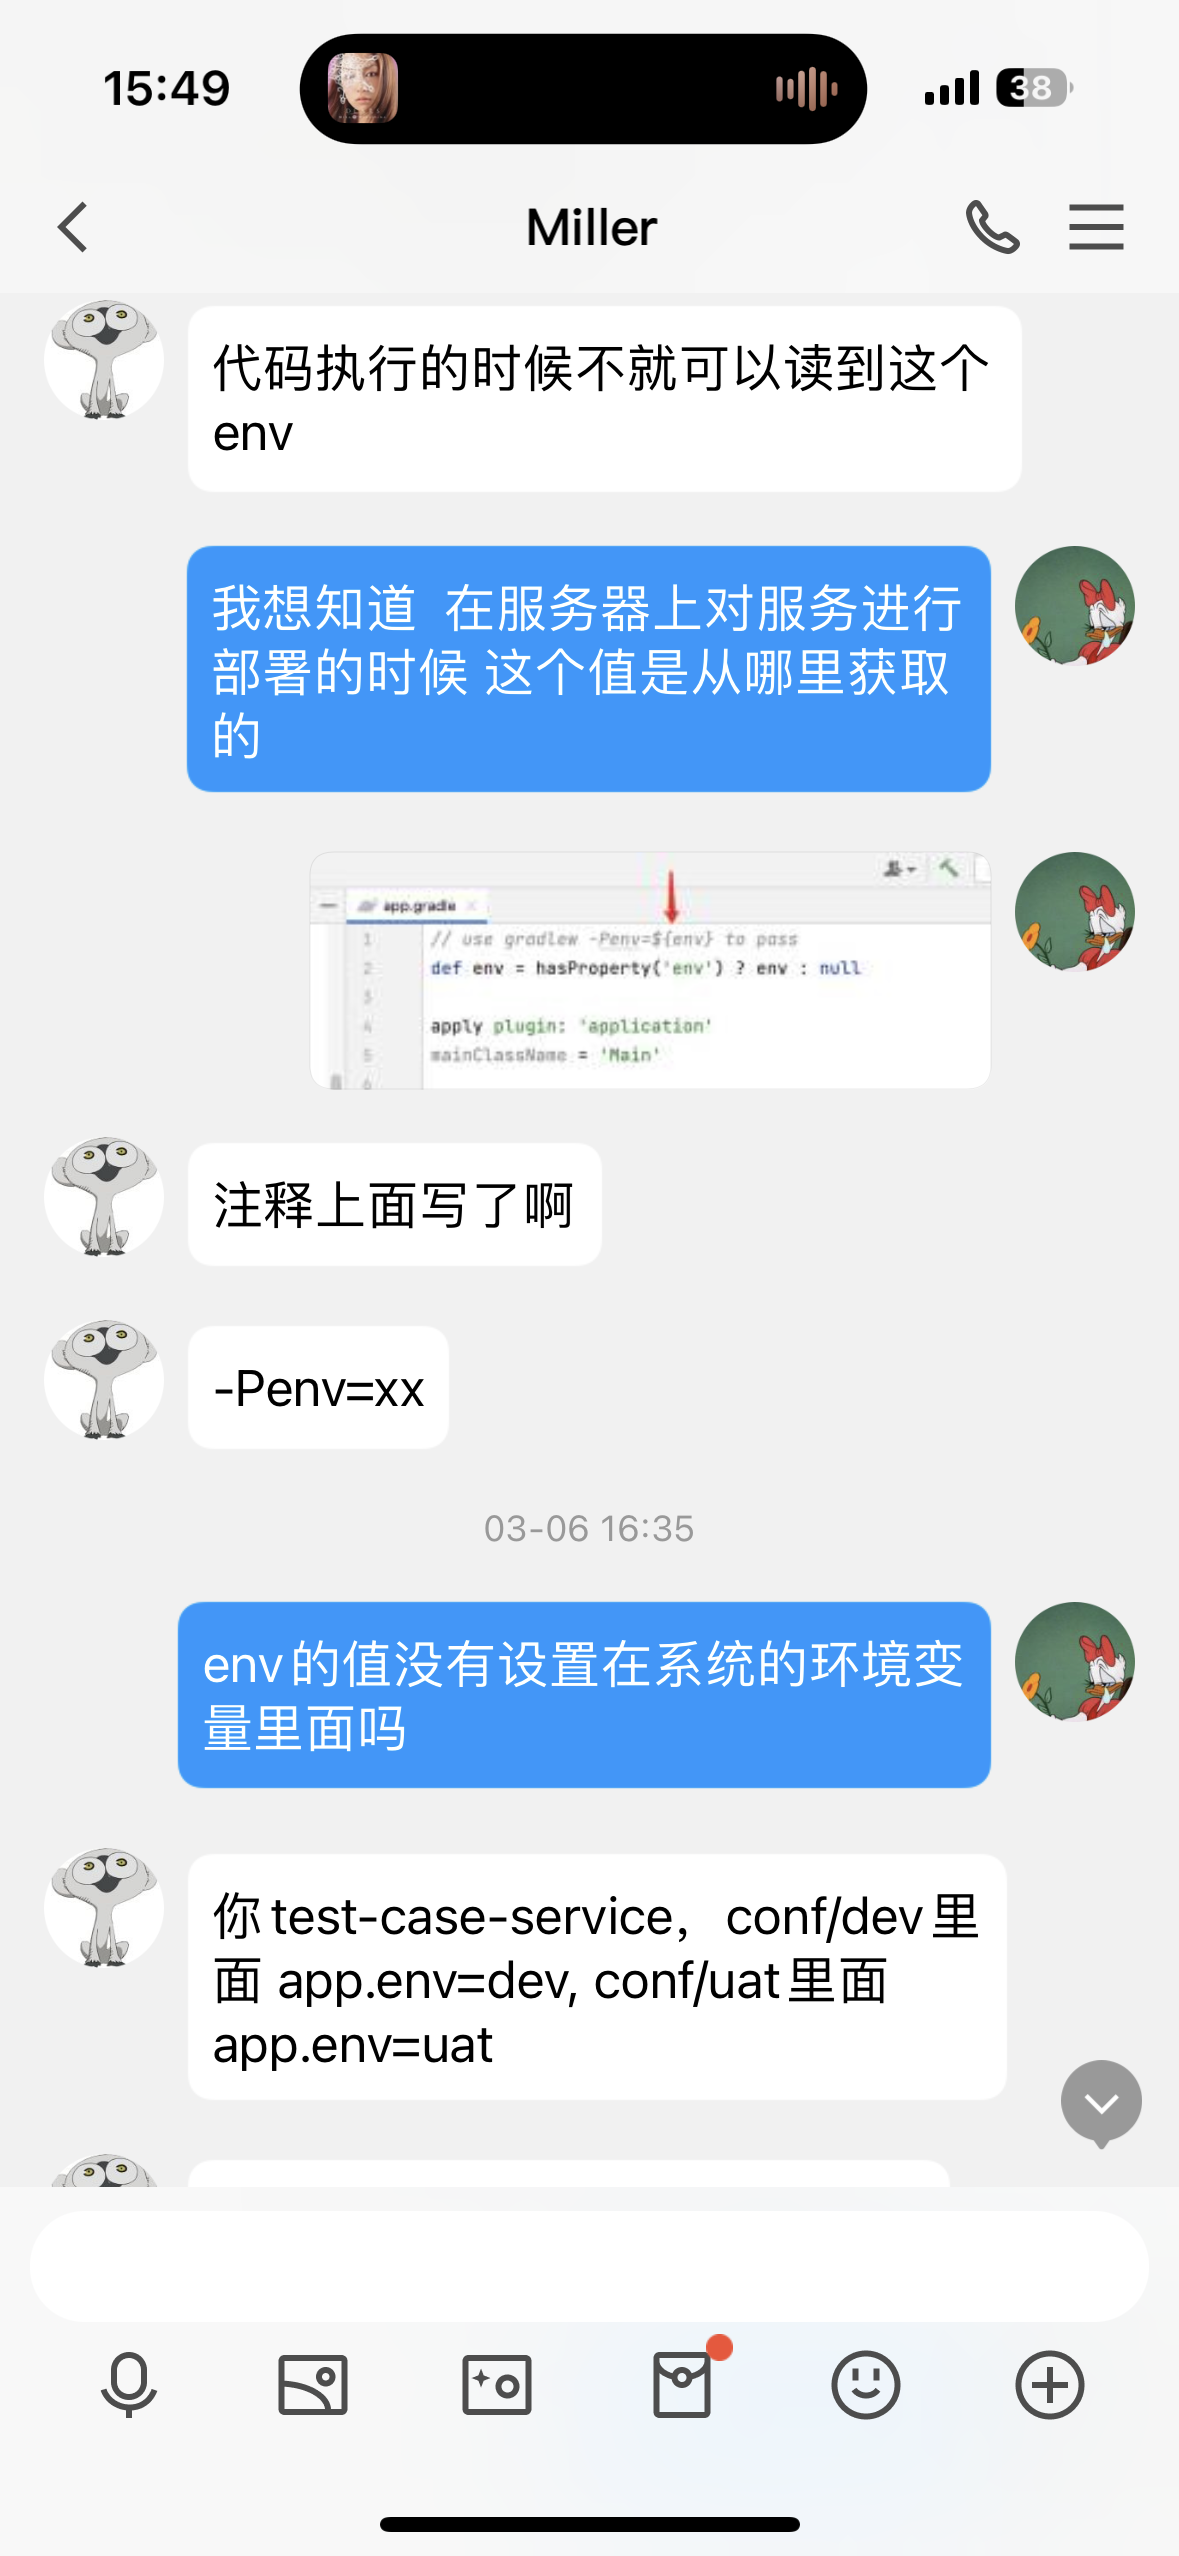 15:49
38
Miller
代码执行的时候不就可以读到这个
env
我想知道 在服务器上对服务进行
部署的时候 这个值是从哪里获取
的
app.gradle
1 // use gradlew -Penv=${env} to pass
2 def env = hasProperty('env') ? env : null
3
4 apply plugin: 'application'
5 mainClassName = 'Main'
6
注释上面写了啊
-Penv=xx
03-06 16:35
env的值没有设置在系统的环境变
量里面吗
你test-case-service，conf/dev里
面 app.env=dev, conf/uat里面
app.env=uat